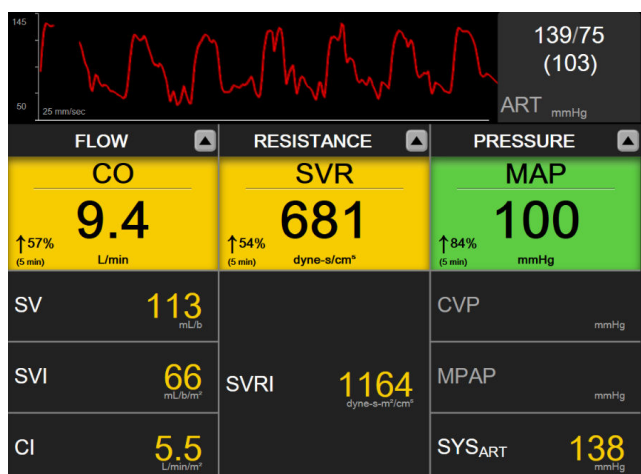 145
139/75
(103)
50
25 mm/sec
ART mmHg
FLOW
RESISTANCE
PRESSURE
CO
SVR
MAP
9.4
681
100
↑57%
(5 min)
L/min
↑54%
(5 min)
dyne-s/cm⁵
↑84%
(5 min)
mmHg
SV 113
mL/b
SVI 66
mL/b/m²
CI 5.5
L/min/m²
SVRI 1164
dyne-s-m²/cm⁵
CVP
mmHg
MPAP
mmHg
SYSART 138
mmHg